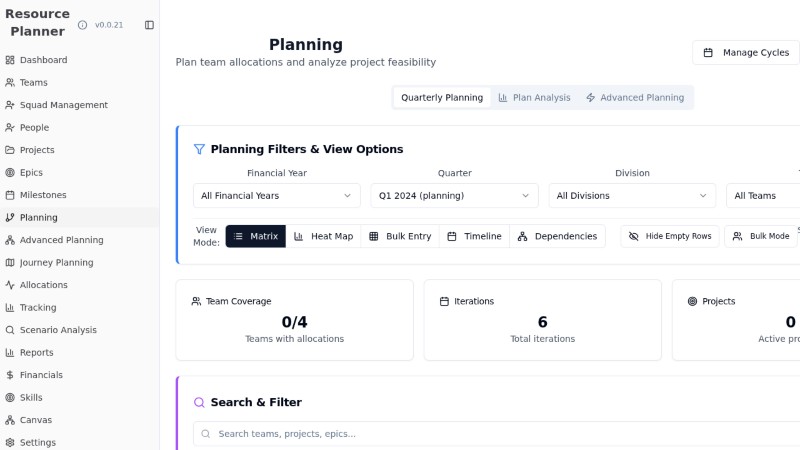 Resource
Planner
v0.0.21
Dashboard
Teams
Squad Management
People
Projects
Epics
Milestones
Planning
Advanced Planning
Journey Planning
Allocations
Tracking
Scenario Analysis
Reports
Financials
Skills
Canvas
Settings
Planning
Plan team allocations and analyze project feasibility
Manage Cycles
Quarterly Planning Plan Analysis Advanced Planning
Planning Filters & View Options
Financial Year Quarter Division
All Financial Years Q1 2024 (planning) All Divisions All Teams
View
Mode:
Matrix Heat Map Bulk Entry Timeline Dependencies Hide Empty Rows Bulk Mode
Team Coverage
0/4
Teams with allocations
Iterations
6
Total iterations
Projects
0
Active pro
Search & Filter
Search teams, projects, epics...